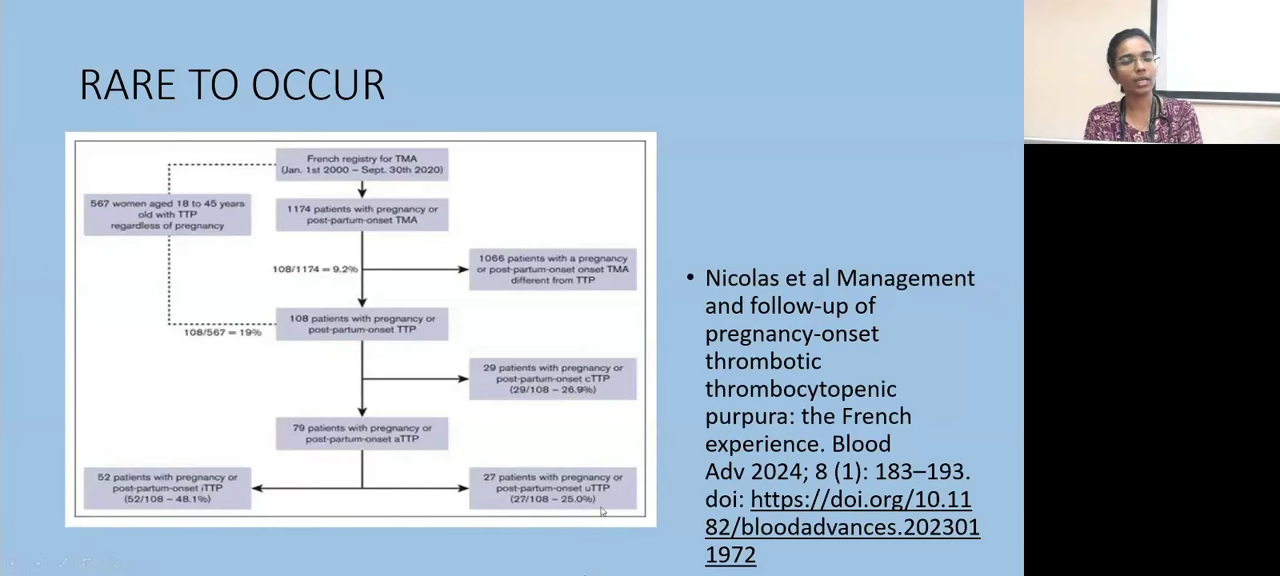 RARE TO OCCUR
French registry for TMA
(Jan. 1st 2000 – Sept. 30th 2020)
567 women aged 18 to 45 years
old with TTP
regardless of pregnancy
1174 patients with pregnancy or
post-partum-onset TMA
108/1174 = 9.2%
1066 patients with a pregnancy
or post-partum-onset onset TMA
different from TTP
108 patients with pregnancy or
post-partum-onset TTP
108/567 = 19%
29 patients with pregnancy or
post-partum-onset cTTP
(29/108 – 26.9%)
79 patients with pregnancy or
post-partum-onset aTTP
52 patients with pregnancy or
post-partum-onset iTTP
(52/108 – 48.1%)
27 patients with pregnancy or
post-partum-onset uTTP
(27/108 – 25.0%)
• Nicolas et al Management
and follow-up of
pregnancy-onset
thrombotic
thrombocytopenic
purpura: the French
experience. Blood
Adv 2024; 8 (1): 183–193.
doi: https://doi.org/10.11
82/bloodadvances.202301
1972